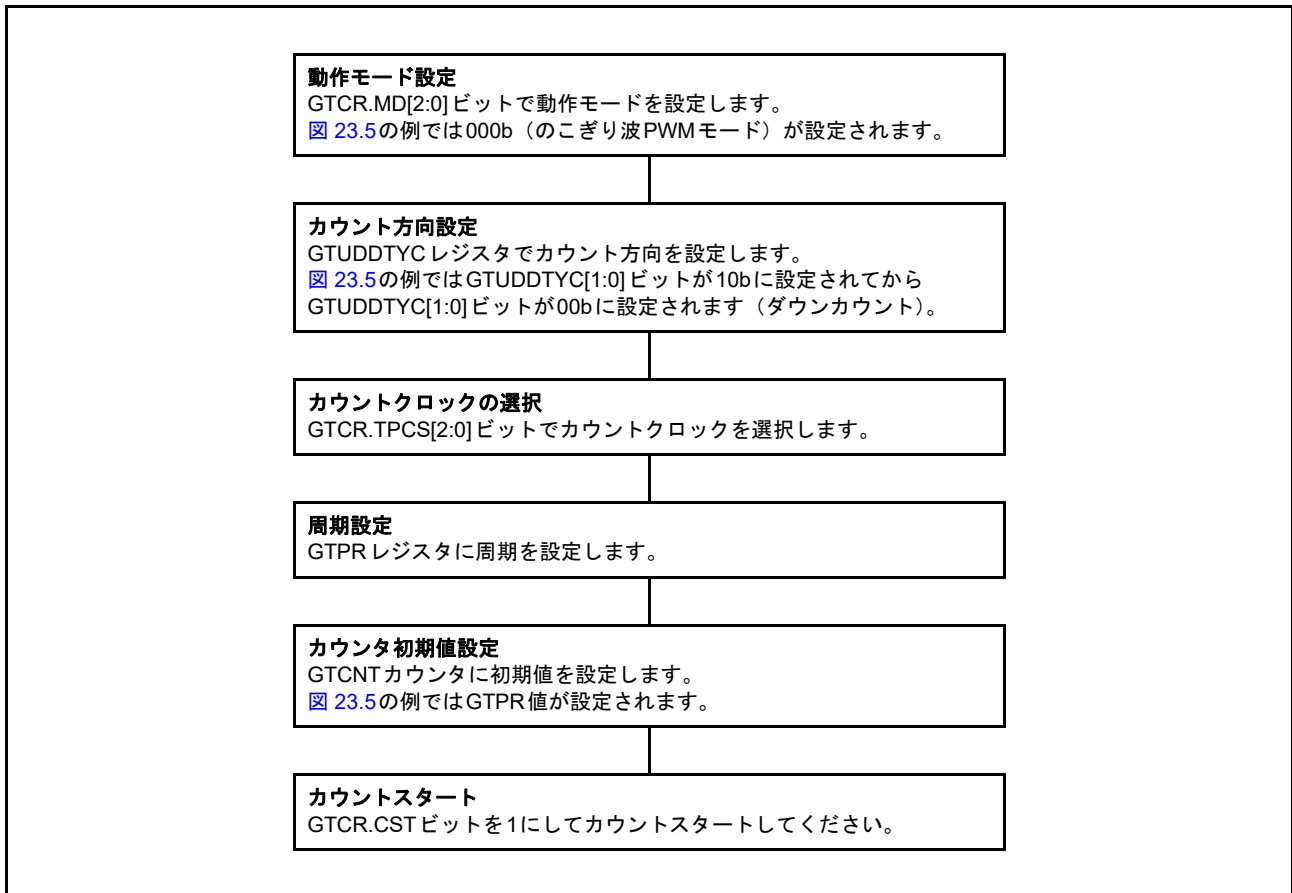 動作モード設定
GTCR.MD[2:0]ビットで動作モードを設定します。
図 23.5の例では000b（のこぎり波PWMモード）が設定されます。
カウント方向設定
GTUDDTYCレジスタでカウント方向を設定します。
図 23.5の例ではGTUDDTYC[1:0]ビットが10bに設定されてから
GTUDDTYC[1:0]ビットが00bに設定されます（ダウンカウント）。
カウントクロックの選択
GTCR.TPCS[2:0]ビットでカウントクロックを選択します。
周期設定
GTPRレジスタに周期を設定します。
カウンタ初期値設定
GTCNTカウンタに初期値を設定します。
図 23.5の例ではGTPR値が設定されます。
カウントスタート
GTCR.CSTビットを1にしてカウントスタートしてください。